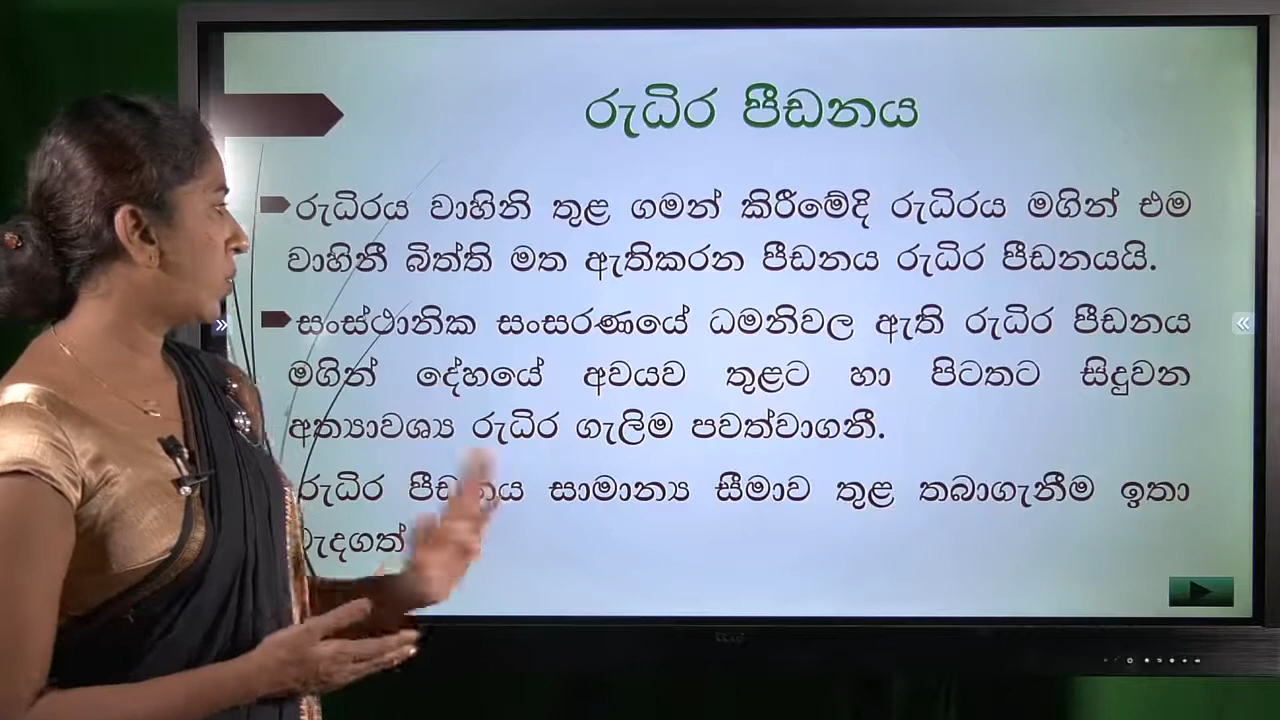 රුධිර පීඩනය
රුධිරය වාහිනි තුළ ගමන් කිරීමේදි රුධිරය මගින් එම
වාහිනී බිත්ති මත ඇතිකරන පීඩනය රුධිර පීඩනයයි.
සංස්ථානික සංසරණයේ ධමනිවල ඇති රුධිර පීඩනය
මගින් දේහයේ අවයව තුළට හා පිටතට සිදුවන
අත්‍යාවශ්‍ය රුධිර ගැලීම පවත්වාගනී.
රුධිර පීඩනය සාමාන්‍ය සීමාව තුළ තබාගැනීම ඉතා
වැදගත්